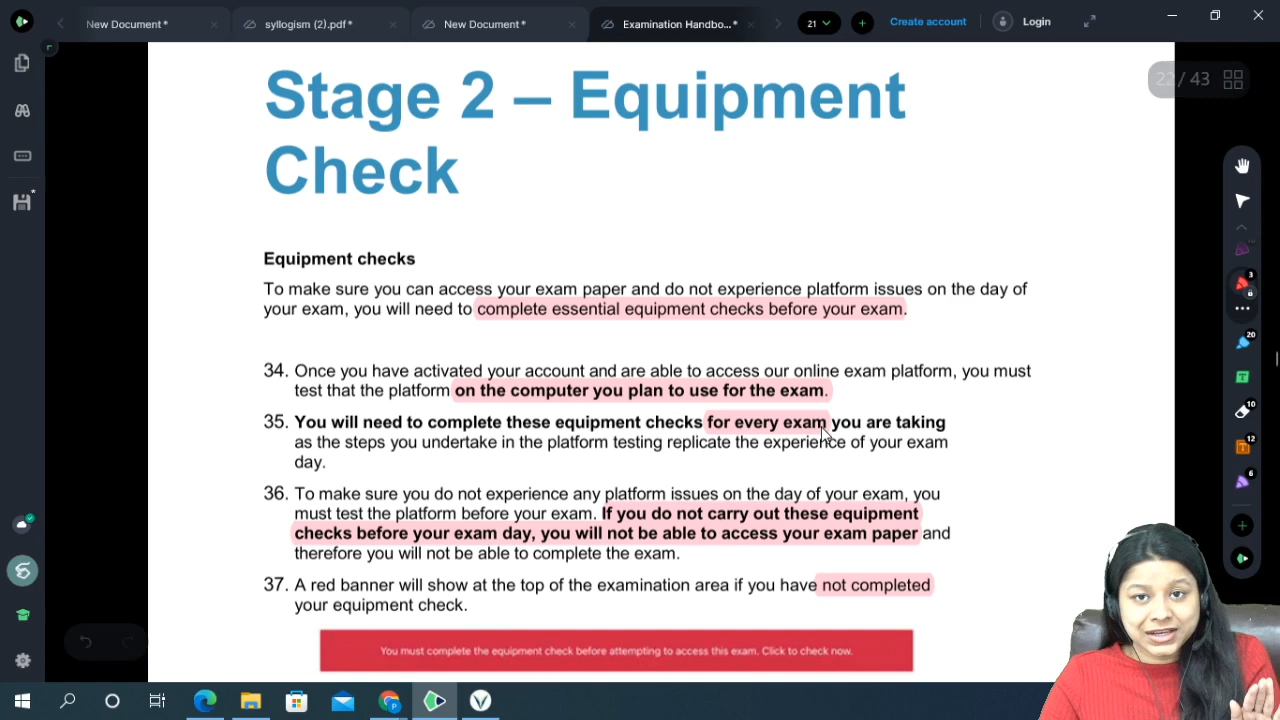 New Document*
syllogism (2).pdf*
New Document*
Examination Handbo...*
21
Create account
Login
22 / 43
Stage 2 – Equipment
Check
Equipment checks
To make sure you can access your exam paper and do not experience platform issues on the day of
your exam, you will need to complete essential equipment checks before your exam.
34. Once you have activated your account and are able to access our online exam platform, you must
test that the platform on the computer you plan to use for the exam.
35. You will need to complete these equipment checks for every exam you are taking
as the steps you undertake in the platform testing replicate the experience of your exam
day.
36. To make sure you do not experience any platform issues on the day of your exam, you
must test the platform before your exam. If you do not carry out these equipment
checks before your exam day, you will not be able to access your exam paper and
therefore you will not be able to complete the exam.
37. A red banner will show at the top of the examination area if you have not completed
your equipment check.
You must complete the equipment check before attempting to access this exam. Click to check now.
3
20
10
12
6